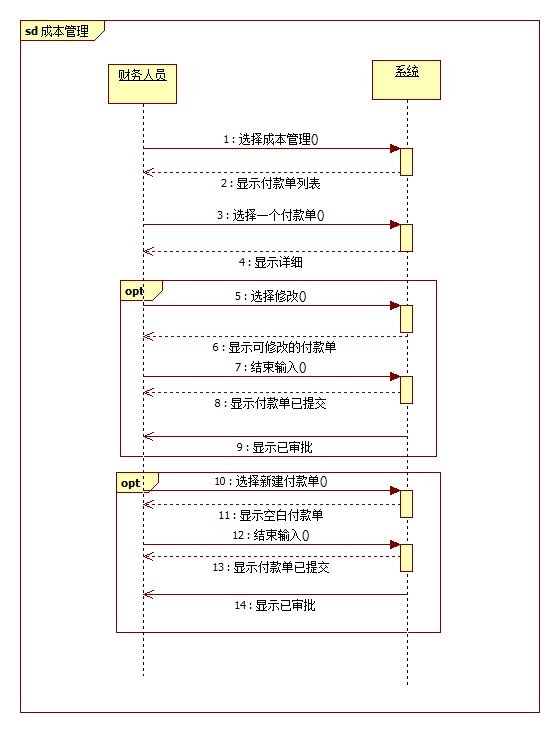 sd 成本管理
财务人员
系统
1 : 选择成本管理()
2 : 显示付款单列表
3 : 选择一个付款单()
4 : 显示详细
opt
5 : 选择修改()
6 : 显示可修改的付款单
7 : 结束输入()
8 : 显示付款单已提交
9 : 显示已审批
opt
10 : 选择新建付款单()
11 : 显示空白付款单
12 : 结束输入()
13 : 显示付款单已提交
14 : 显示已审批